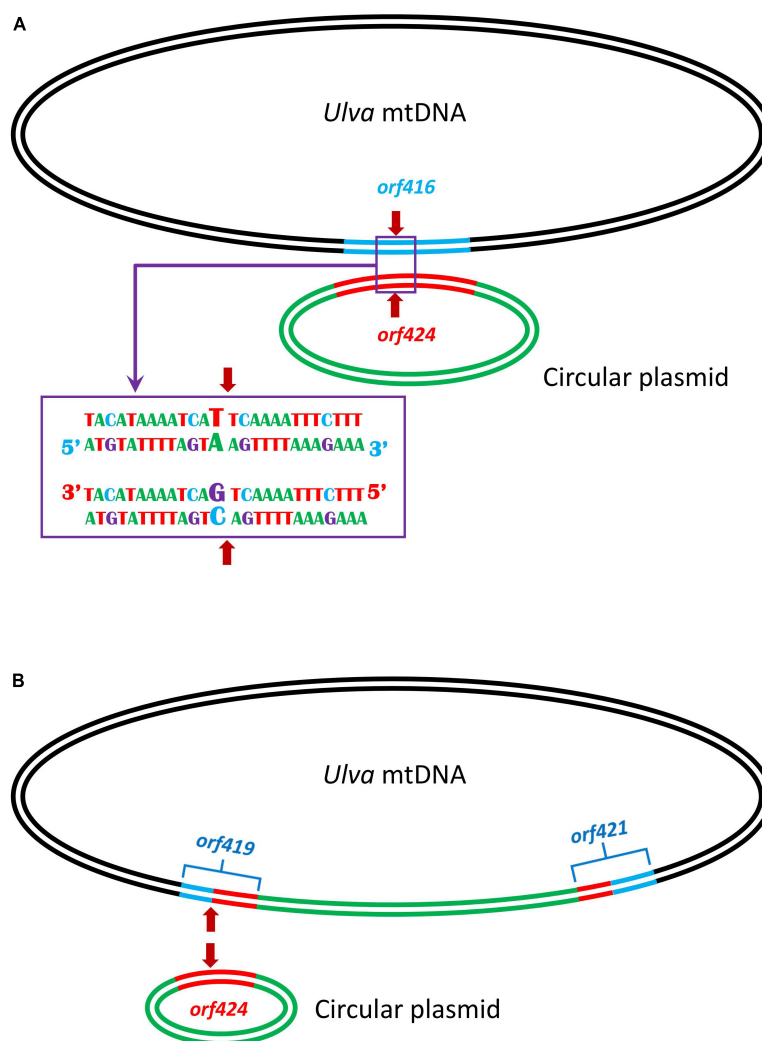 A
Ulva mtDNA
orf416
orf424
Circular plasmid
TACATAAAATCAT TCAAAATTTCTTT
5’ ATGTATTTTAGTA AGTTTTAAAGAAA 3’
3’ TACATAAAATCAG TCAAAATTTCTTT 5’
ATGTATTTTAGTC AGTTTTAAAGAAA
B
Ulva mtDNA
orf419
orf421
orf424
Circular plasmid